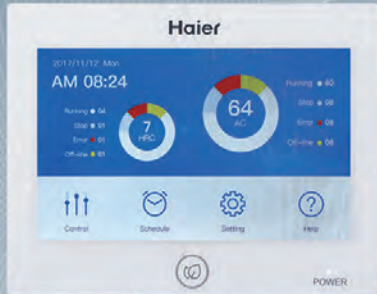 Haier
2017/11/12 Mon
AM 08:24
Running 04
Stop 01
Error 01
Off-line 01
7
HRC
64
AC
Running 40
Stop 08
Error 08
Off-line 08
Control
Schedule
Setting
Help
POWER